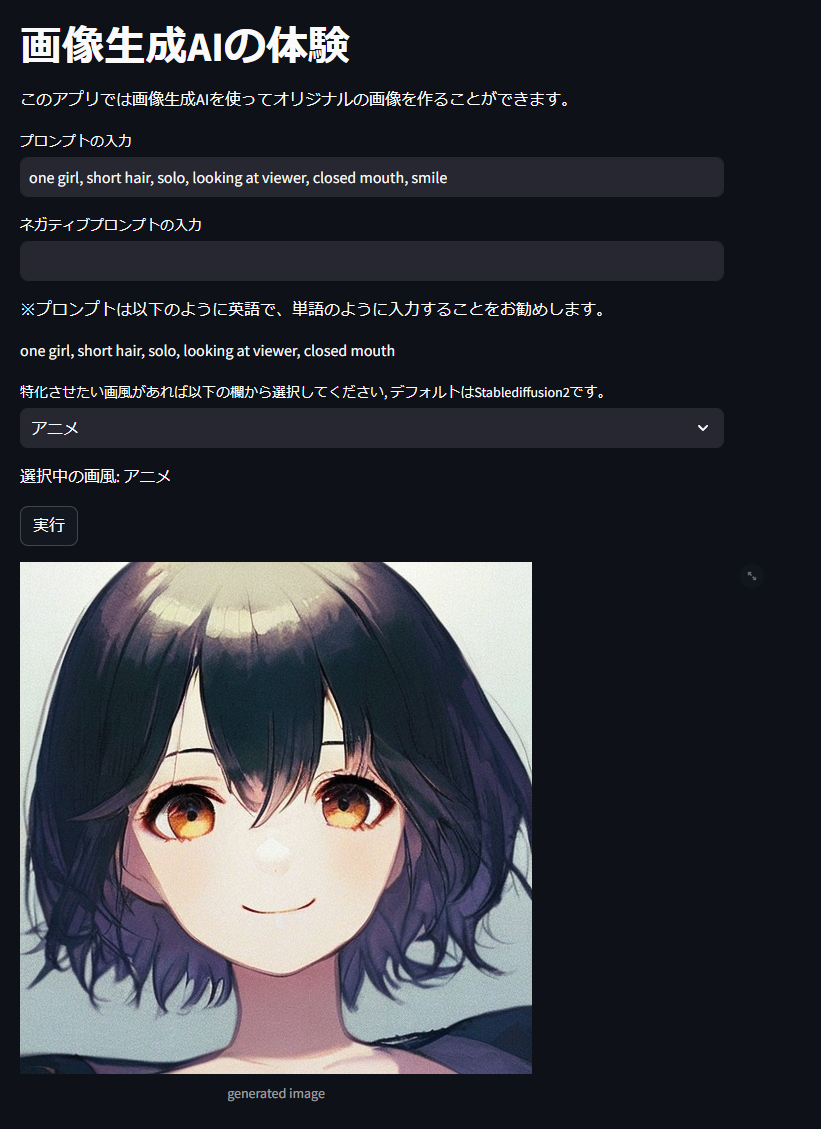 画像生成AIの体験
このアプリでは画像生成AIを使ってオリジナルの画像を作ることができます。
プロンプトの入力
one girl, short hair, solo, looking at viewer, closed mouth, smile
ネガティブプロンプトの入力
※プロンプトは以下のように英語で、単語のように入力することをお勧めします。
one girl, short hair, solo, looking at viewer, closed mouth
特化させたい画風があれば以下の欄から選択してください, デフォルトはStablediffusion2です。
アニメ
選択中の画風: アニメ
実行
generated image